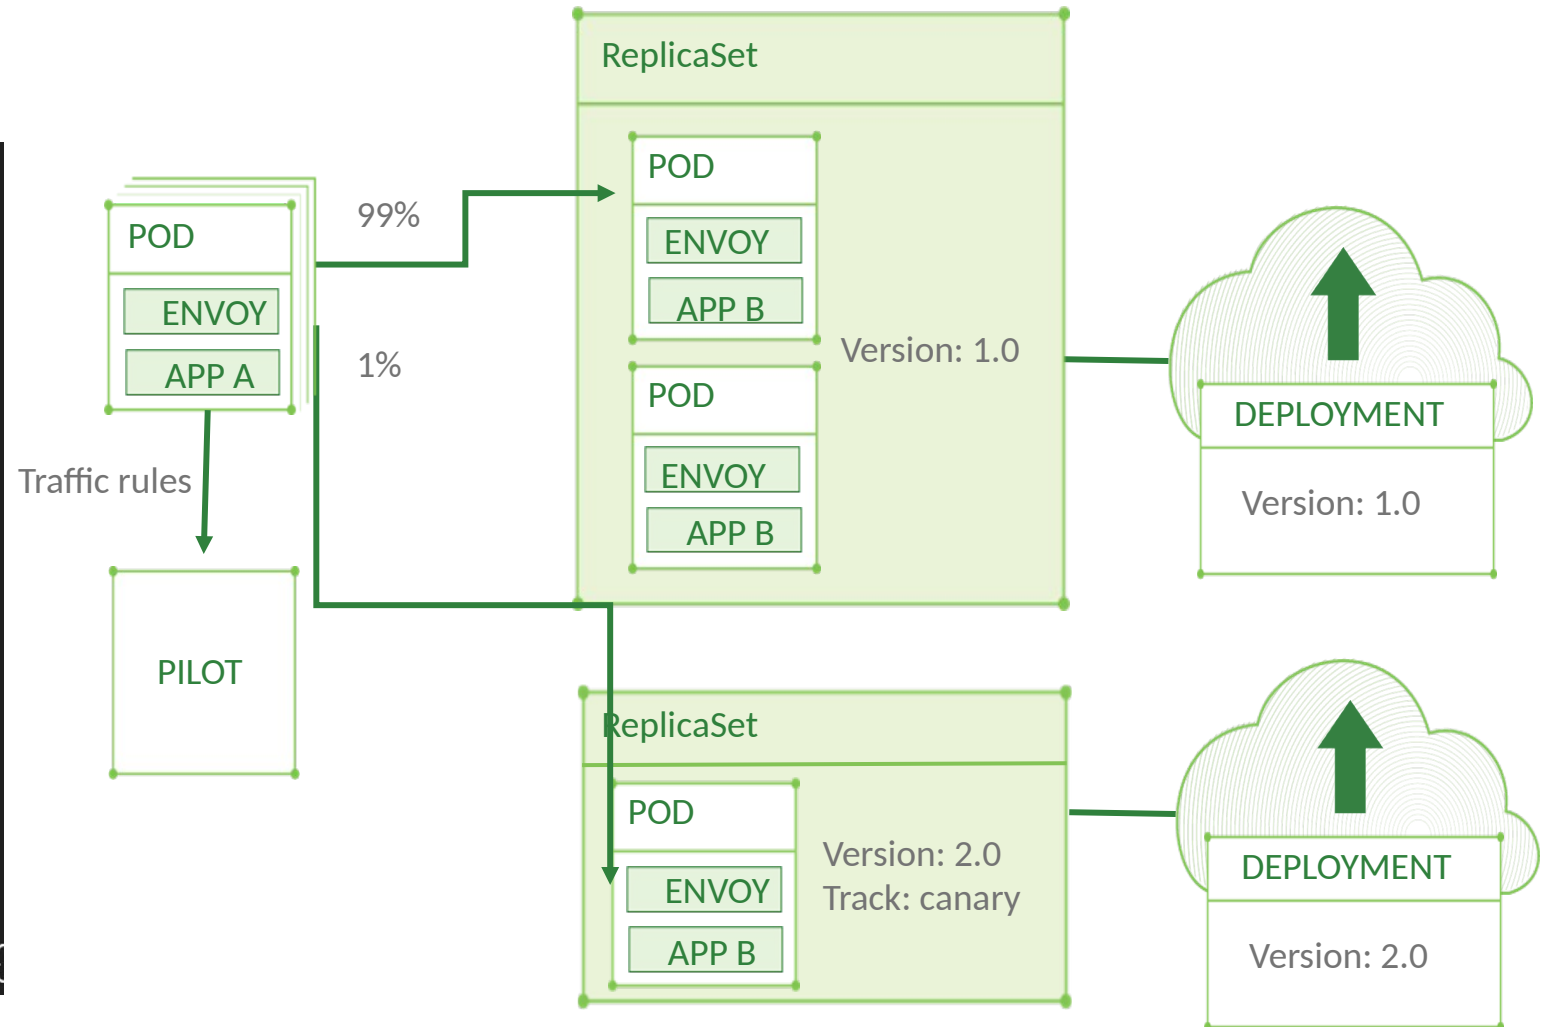 ReplicaSet
POD
ENVOY
APP B
POD
ENVOY
APP B
Version: 1.0
POD
ENVOY
APP A
99%
1%
Traffic rules
PILOT
DEPLOYMENT
Version: 1.0
ReplicaSet
POD
ENVOY
APP B
Version: 2.0
Track: canary
DEPLOYMENT
Version: 2.0